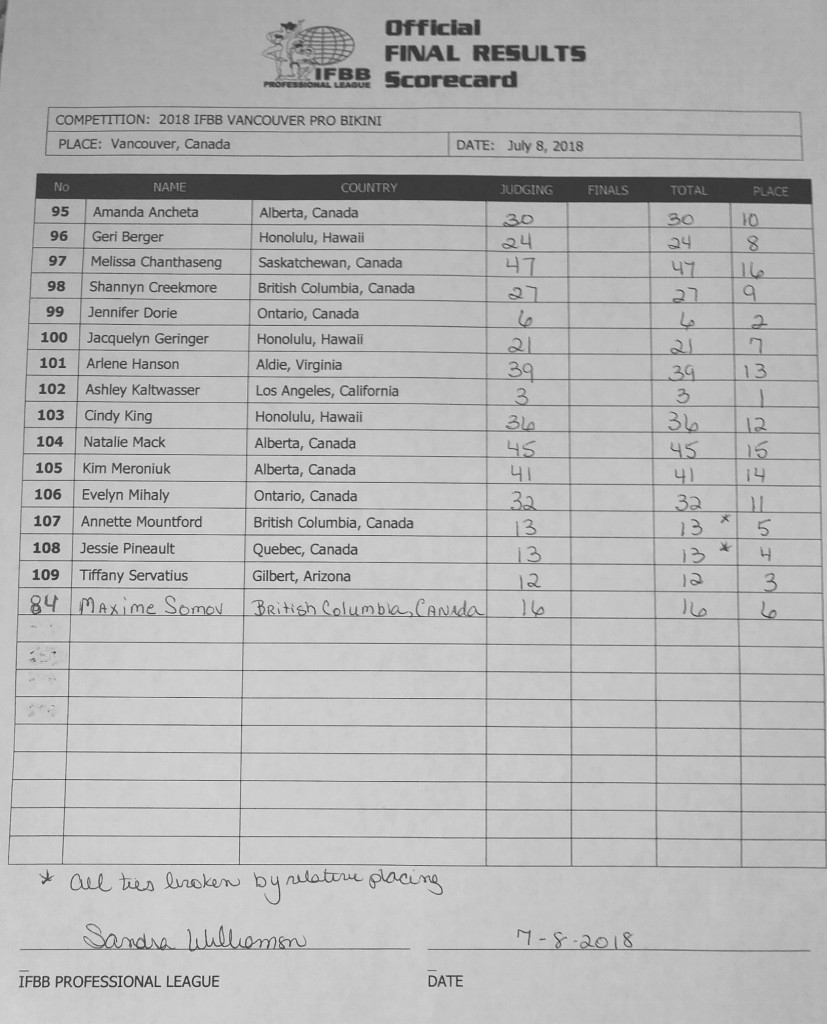 Official
FINAL RESULTS
IFBB Scorecard
PROFESSIONAL LEAGUE
COMPETITION: 2018 IFBB VANCOUVER PRO BIKINI
PLACE: Vancouver, Canada DATE: July 8, 2018
No NAME COUNTRY JUDGING FINALS TOTAL PLACE
95 Amanda Ancheta Alberta, Canada 30 30 10
96 Geri Berger Honolulu, Hawaii 24 24 8
97 Melissa Chanthaseng Saskatchewan, Canada 47 47 16
98 Shannyn Creekmore British Columbia, Canada 27 27 9
99 Jennifer Dorie Ontario, Canada 6 6 2
100 Jacquelyn Geringer Honolulu, Hawaii 21 21 7
101 Arlene Hanson Aldie, Virginia 39 39 13
102 Ashley Kaltwasser Los Angeles, California 3 3 1
103 Cindy King Honolulu, Hawaii 36 36 12
104 Natalie Mack Alberta, Canada 45 45 15
105 Kim Meroniuk Alberta, Canada 41 41 14
106 Evelyn Mihaly Ontario, Canada 32 32 11
107 Annette Mountford British Columbia, Canada 13 13 * 5
108 Jessie Pineault Quebec, Canada 13 13 * 4
109 Tiffany Servatius Gilbert, Arizona 12 12 3
84 Maxime Somov British Columbia, Canada 16 16 6
* all ties broken by relative placing
Sandra Williamson 7-8-2018
IFBB PROFESSIONAL LEAGUE DATE